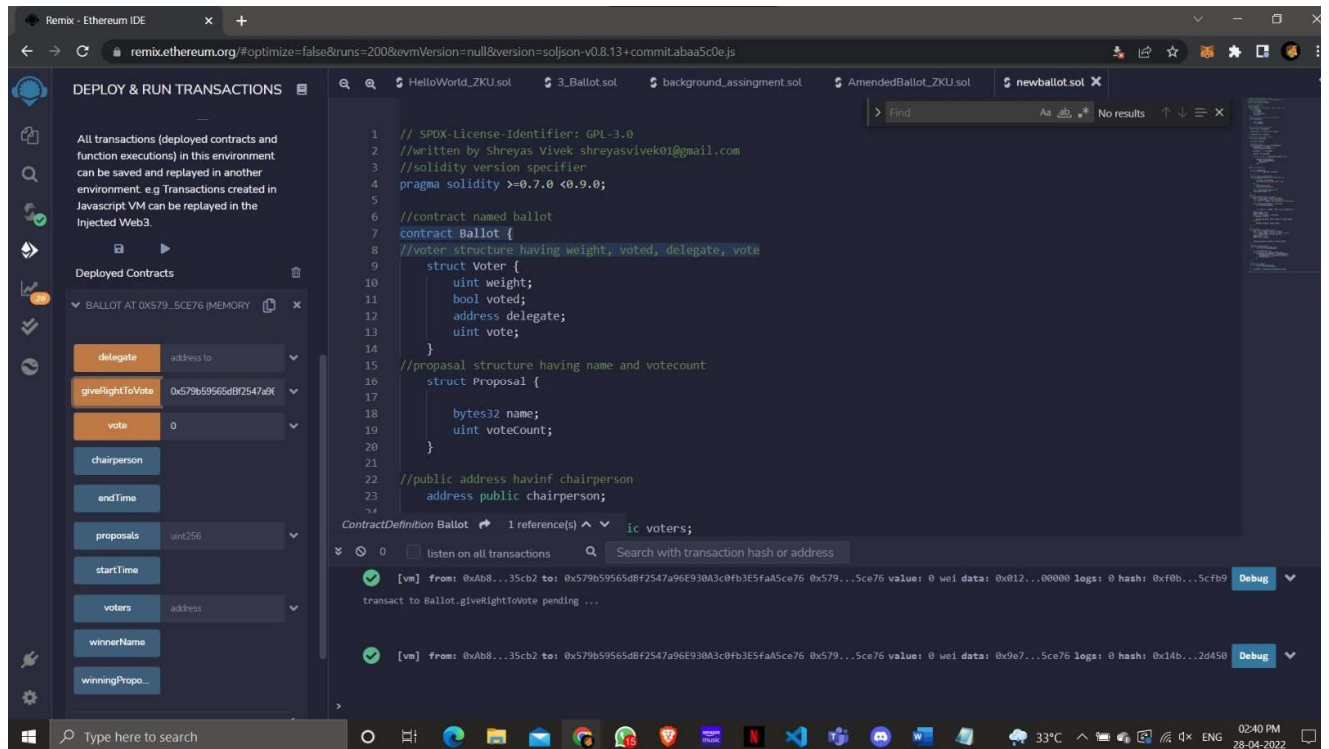 Remix - Ethereum IDE
remix.ethereum.org/#optimize=false&runs=200&evmVersion=null&version=soljson-v0.8.13+commit.abaa5c0e.js
DEPLOY & RUN TRANSACTIONS
All transactions (deployed contracts and
function executions) in this environment
can be saved and replayed in another
environment. e.g Transactions created in
Javascript VM can be replayed in the
Injected Web3.
Deployed Contracts
28
BALLOT AT 0X579...5CE76 (MEMORY
delegate address to
giveRightToVote 0x579b59565dBf2547a96
vote 0
chairperson
endTime
proposals uint256
startTime
voters address
winnerName
winningPropo...
HelloWorld_ZKU.sol 3_Ballot.sol background_assingment.sol AmendedBallot_ZKU.sol newballot.sol
Find Aa ab No results
1 // SPDX-License-Identifier: GPL-3.0
2 //written by Shreyas Vivek shreyasvivek01@gmail.com
3 //solidity version specifier
4 pragma solidity >=0.7.0 <0.9.0;
5
6 //contract named ballot
7 contract Ballot {
8 //voter structure having weight, voted, delegate, vote
9 struct Voter {
10 uint weight;
11 bool voted;
12 address delegate;
13 uint vote;
14 }
15 //propasal structure having name and votecount
16 struct Proposal {
17
18 bytes32 name;
19 uint voteCount;
20 }
21
22 //public address havinf chairperson
23 address public chairperson;
24
ContractDefinition Ballot 1 reference(s) ic voters;
0 listen on all transactions Search with transaction hash or address
[vm] from: 0xAb8...35cb2 to: 0x579b59565dBf2547a96E930A3c0fb3E5faA5ce76 0x579...5ce76 value: 0 wei data: 0x012...00000 logs: 0 hash: 0xf0b...5cfb9 Debug
transact to Ballot.giveRightToVote pending ...
[vm] from: 0xAb8...35cb2 to: 0x579b59565dBf2547a96E930A3c0fb3E5faA5ce76 0x579...5ce76 value: 0 wei data: 0x9e7...5ce76 logs: 0 hash: 0x14b...2d450 Debug
>
Type here to search
15
amazon music
33°C
ENG
02:40 PM
28-04-2022